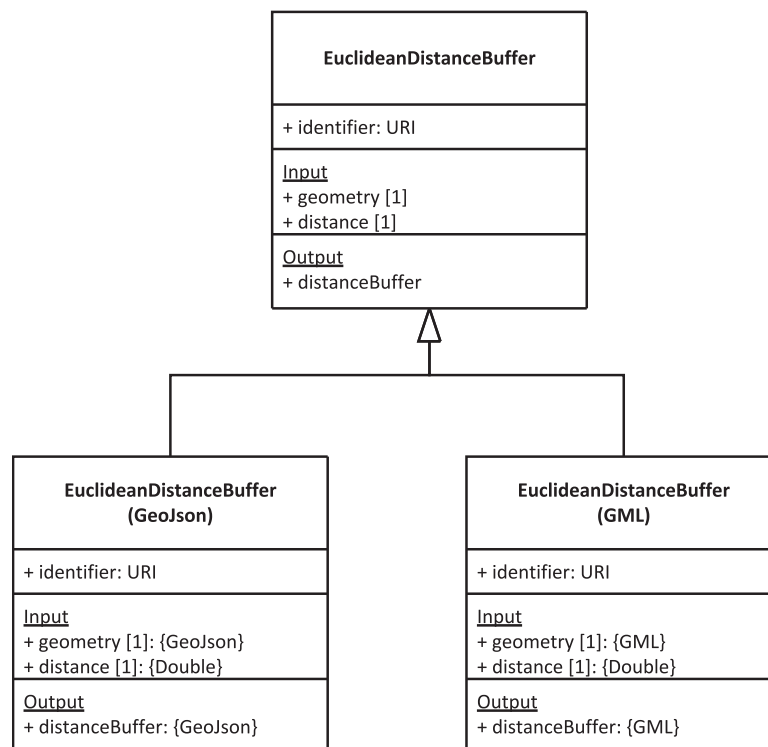 EuclideanDistanceBuffer
+ identifier: URI
Input
+ geometry [1]
+ distance [1]
Output
+ distanceBuffer
EuclideanDistanceBuffer
(GeoJson)
+ identifier: URI
Input
+ geometry [1]: {GeoJson}
+ distance [1]: {Double}
Output
+ distanceBuffer: {GeoJson}
EuclideanDistanceBuffer
(GML)
+ identifier: URI
Input
+ geometry [1]: {GML}
+ distance [1]: {Double}
Output
+ distanceBuffer: {GML}